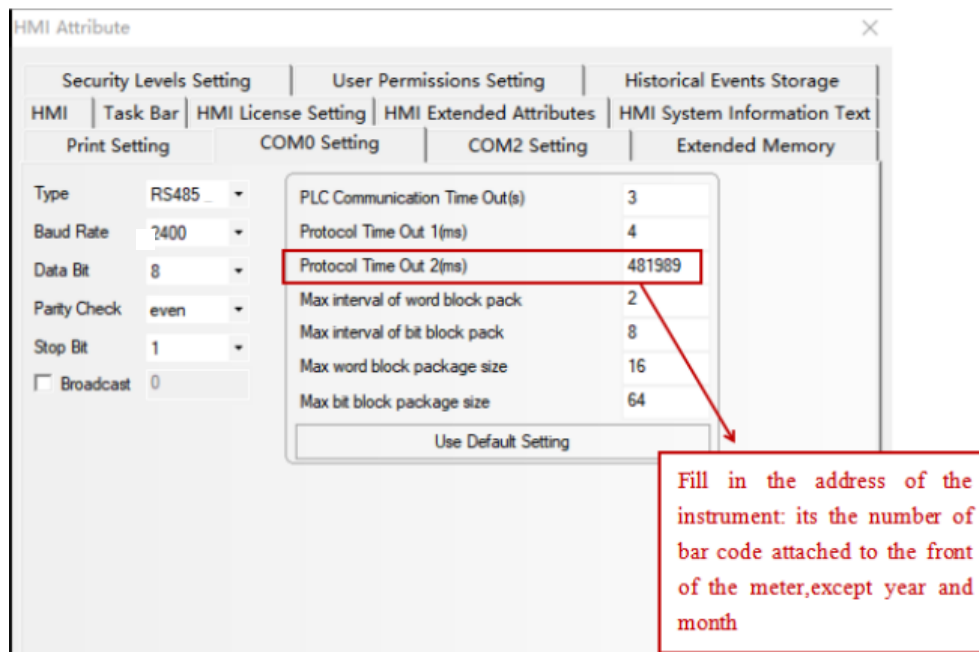 HMI Attribute
Security Levels Setting User Permissions Setting Historical Events Storage
HMI Task Bar HMI License Setting HMI Extended Attributes HMI System Information Text
Print Setting COM0 Setting COM2 Setting Extended Memory
Type RS485 PLC Communication Time Out(s) 3
Baud Rate 2400 Protocol Time Out 1(ms) 4
Data Bit 8 Protocol Time Out 2(ms) 481989
Parity Check even Max interval of word block pack 2
Stop Bit 1 Max interval of bit block pack 8
Broadcast 0 Max word block package size 16
Max bit block package size 64
Use Default Setting
Fill in the address of the
instrument: its the number of
bar code attached to the front
of the meter,except year and
month